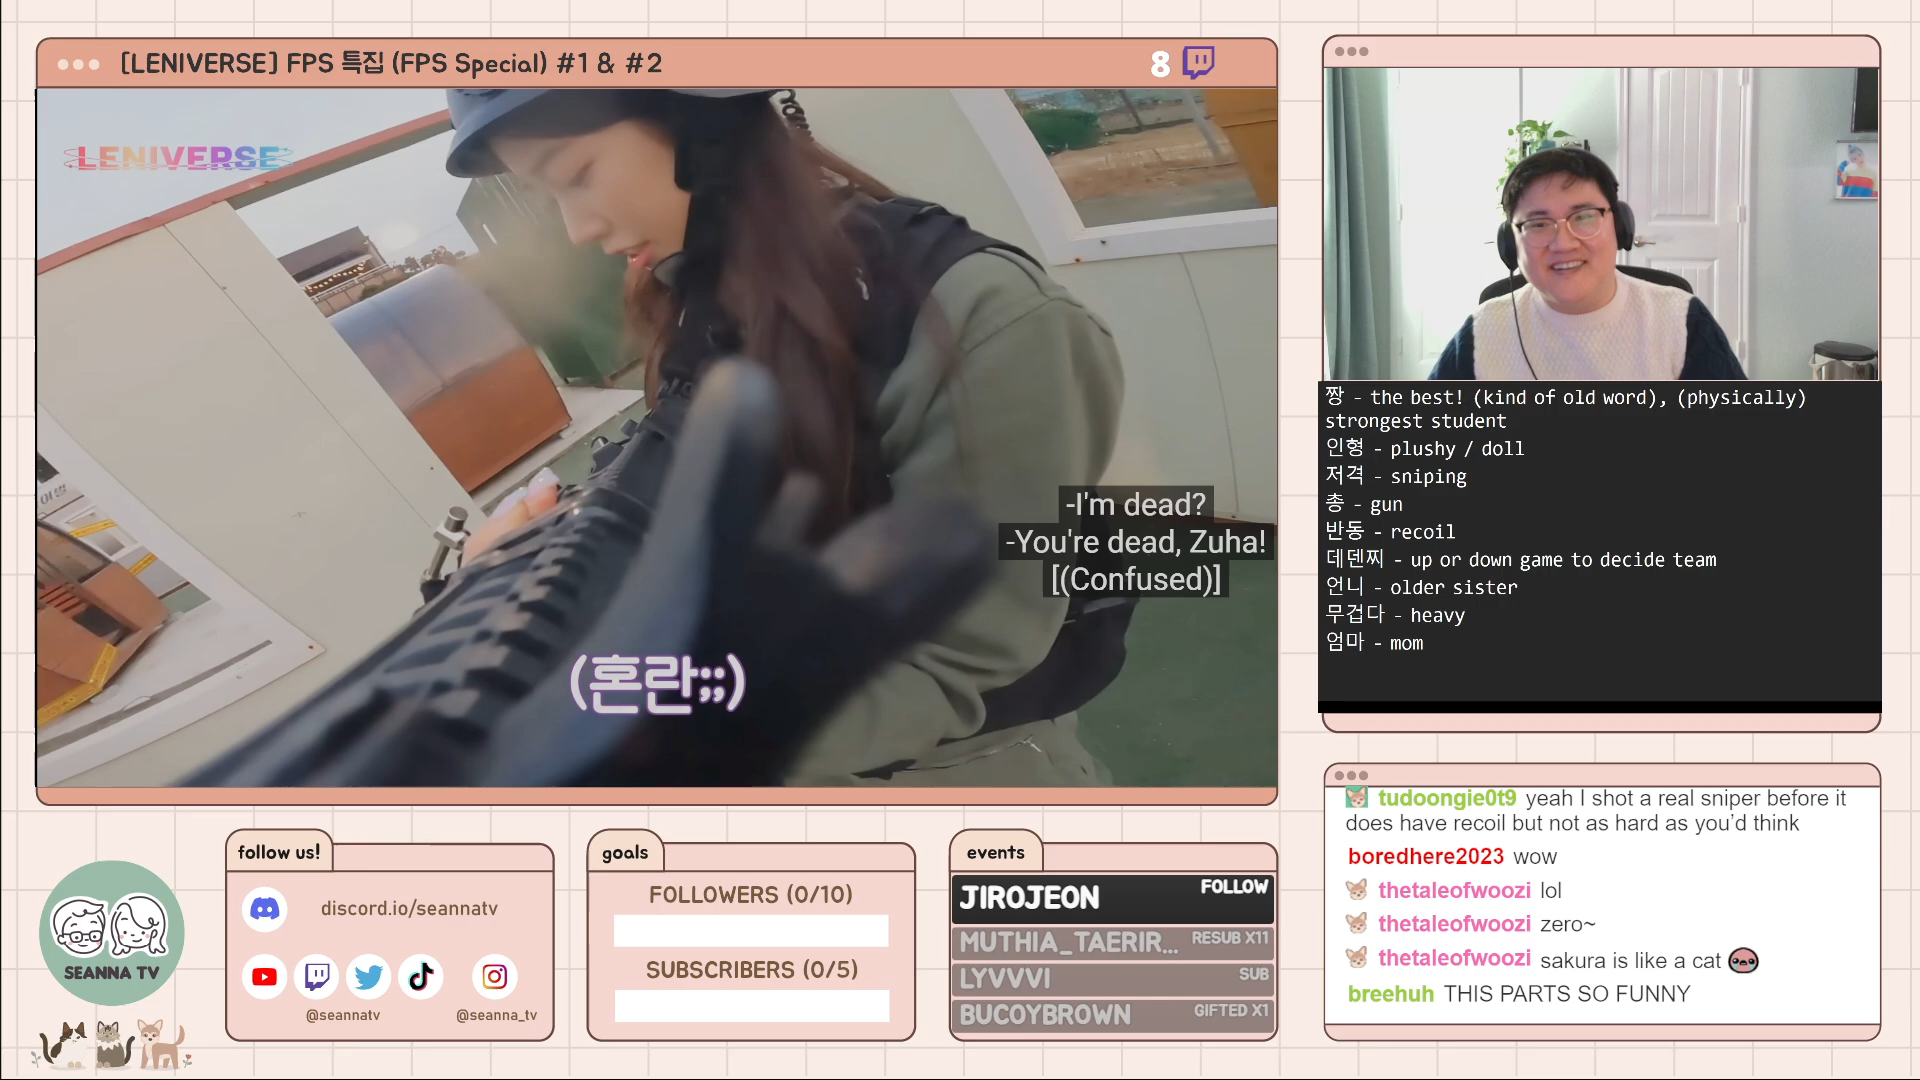 [LENIVERSE] FPS 특집 (FPS Special) #1 & #2
8
LENIVERSE
-I'm dead?
-You're dead, Zuha!
[(Confused)]
(혼란;;)
짱 - the best! (kind of old word), (physically)
strongest student
인형 - plushy / doll
저격 - sniping
총 - gun
반동 - recoil
데덴찌 - up or down game to decide team
언니 - older sister
무겁다 - heavy
엄마 - mom
tudoongie0t9 yeah I shot a real sniper before it
does have recoil but not as hard as you'd think
boredhere2023 wow
thetaleofwoozi lol
thetaleofwoozi zero~
thetaleofwoozi sakura is like a cat
breehuh THIS PARTS SO FUNNY
SEANNA TV
follow us!
discord.io/seannatv
@seannatv
@seanna_tv
goals
FOLLOWERS (0/10)
SUBSCRIBERS (0/5)
events
JIROJEON FOLLOW
MUTHIA_TAERIR... RESUB X11
LYVVVI SUB
BUCOYBROWN GIFTED X1